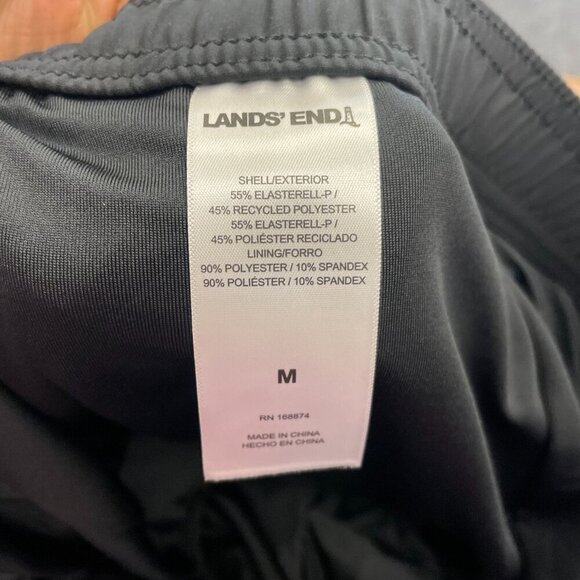 LANDS' END
SHELL/EXTERIOR
55% ELASTERELL-P /
45% RECYCLED POLYESTER
55% ELASTERELL-P /
45% POLIÉSTER RECICLADO
LINING/FORRO
90% POLYESTER / 10% SPANDEX
90% POLIÉSTER / 10% SPANDEX
M
RN 168874
MADE IN CHINA
HECHO EN CHINA